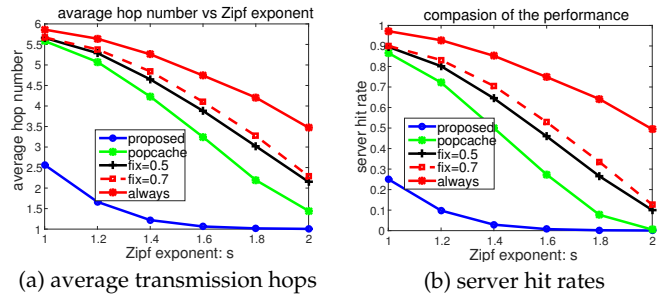 avarage hop number vs Zipf exponent
average hop number
6
5.5
5
4.5
4
3.5
3
2.5
2
1.5
1
proposed
popcache
fix=0.5
fix=0.7
always
1 1.2 1.4 1.6 1.8 2
Zipf exponent: s
(a) average transmission hops
compasion of the performance
server hit rate
1
0.9
0.8
0.7
0.6
0.5
0.4
0.3
0.2
0.1
0
proposed
popcache
fix=0.5
fix=0.7
always
1 1.2 1.4 1.6 1.8 2
Zipf exponent: s
(b) server hit rates